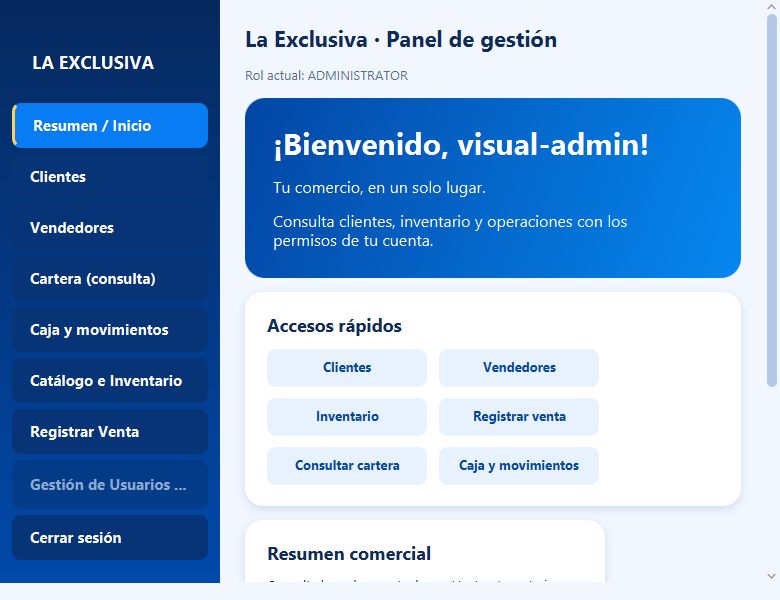 LA EXCLUSIVA
Resumen / Inicio
Clientes
Vendedores
Cartera (consulta)
Caja y movimientos
Catálogo e Inventario
Registrar Venta
Gestión de Usuarios ...
Cerrar sesión
La Exclusiva · Panel de gestión
Rol actual: ADMINISTRATOR
¡Bienvenido, visual-admin!
Tu comercio, en un solo lugar.
Consulta clientes, inventario y operaciones con los
permisos de tu cuenta.
Accesos rápidos
Clientes
Vendedores
Inventario
Registrar venta
Consultar cartera
Caja y movimientos
Resumen comercial